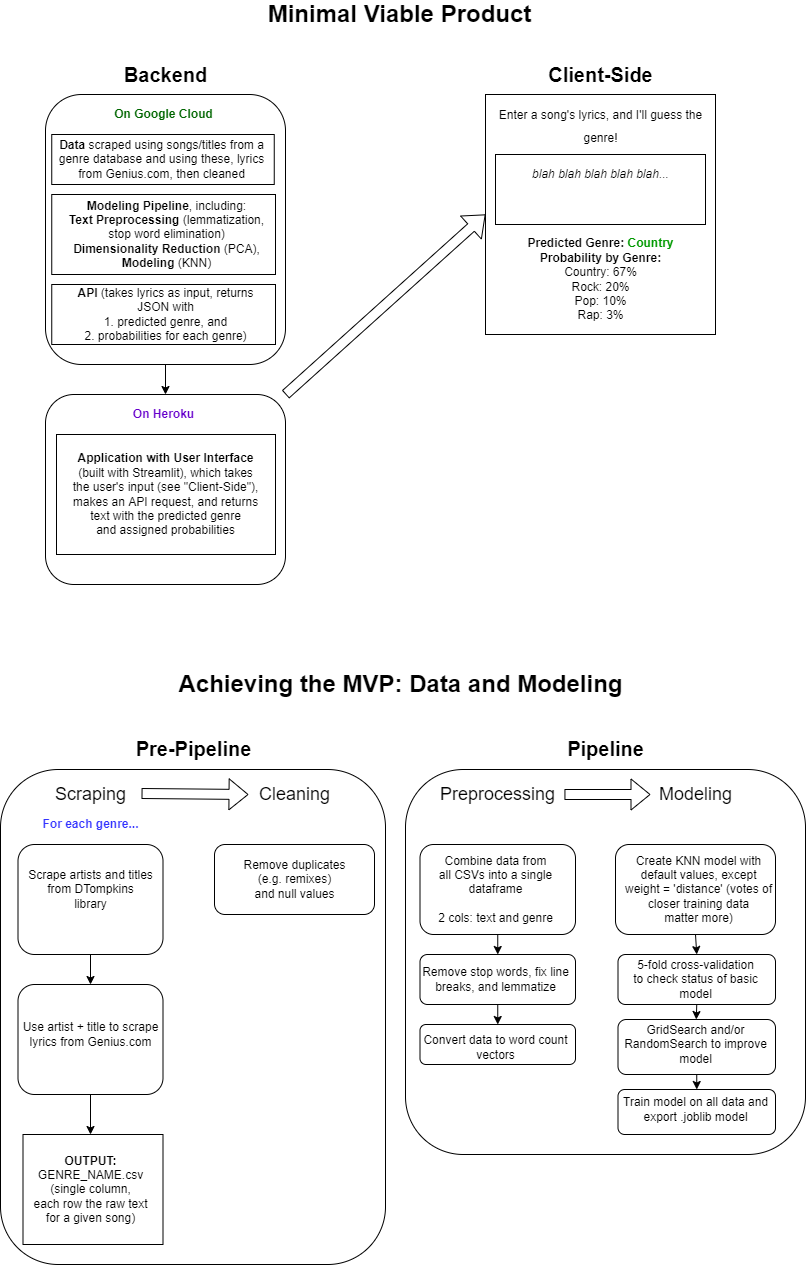 Minimal Viable Product
Backend
On Google Cloud
Data scraped using songs/titles from a
genre database and using these, lyrics
from Genius.com, then cleaned
Modeling Pipeline, including:
Text Preprocessing (lemmatization,
stop word elimination)
Dimensionality Reduction (PCA),
Modeling (KNN)
API (takes lyrics as input, returns
JSON with
1. predicted genre, and
2. probabilities for each genre)
On Heroku
Application with User Interface
(built with Streamlit), which takes
the user's input (see "Client-Side"),
makes an API request, and returns
text with the predicted genre
and assigned probabilities
Client-Side
Enter a song's lyrics, and I'll guess the
genre!
blah blah blah blah blah...
Predicted Genre: Country
Probability by Genre:
Country: 67%
Rock: 20%
Pop: 10%
Rap: 3%
Achieving the MVP: Data and Modeling
Pre-Pipeline
Scraping
For each genre...
Scrape artists and titles
from DTompkins
library
Use artist + title to scrape
lyrics from Genius.com
OUTPUT:
GENRE_NAME.csv
(single column,
each row the raw text
for a given song)
Cleaning
Remove duplicates
(e.g. remixes)
and null values
Pipeline
Preprocessing
Combine data from
all CSVs into a single
dataframe
2 cols: text and genre
Remove stop words, fix line
breaks, and lemmatize
Convert data to word count
vectors
Modeling
Create KNN model with
default values, except
weight = 'distance' (votes of
closer training data
matter more)
5-fold cross-validation
to check status of basic
model
GridSearch and/or
RandomSearch to improve
model
Train model on all data and
export .joblib model